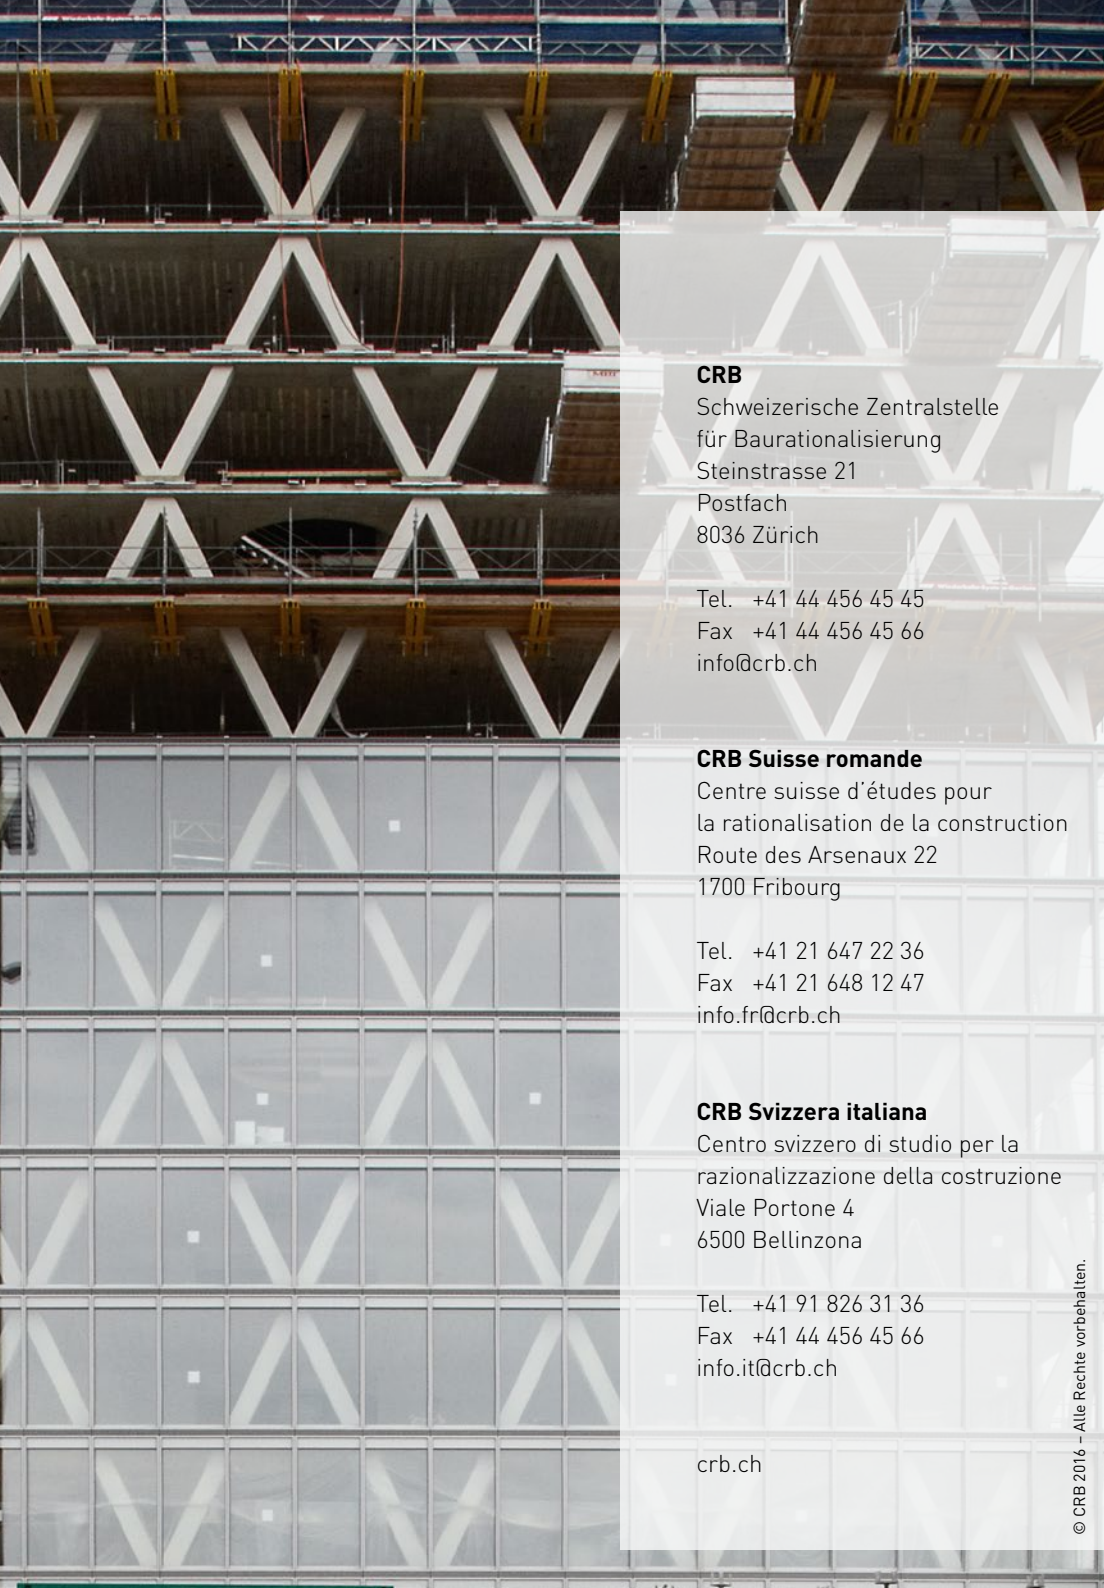 CRB
Schweizerische Zentralstelle
für Baurationalisierung
Steinstrasse 21
Postfach
8036 Zürich
Tel. +41 44 456 45 45
Fax +41 44 456 45 66
info@crb.ch
CRB Suisse romande
Centre suisse d’études pour
la rationalisation de la construction
Route des Arsenaux 22
1700 Fribourg
Tel. +41 21 647 22 36
Fax +41 21 648 12 47
info.fr@crb.ch
CRB Svizzera italiana
Centro svizzero di studio per la
razionalizzazione della costruzione
Viale Portone 4
6500 Bellinzona
Tel. +41 91 826 31 36
Fax +41 44 456 45 66
info.it@crb.ch
crb.ch
© CRB 2016 – Alle Rechte vorbehalten.